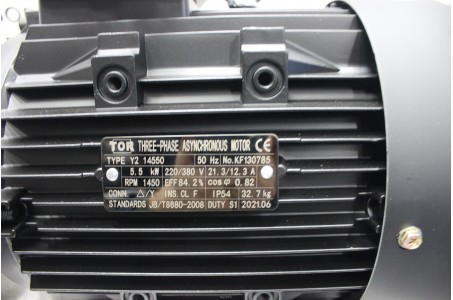 TOR THREE-PHASE ASYNCHRONOUS MOTOR CE
TYPE Y2 14550 50 Hz No.KF130785
5.5 kW 220/380 V 21.3/12.3 A
RPM 1450 EFF 84.2% cosφ 0.82
CONN. △/Y INS.CL.F IP54 32.7 kg
STANDARDS JB/T8680-2008 DUTY S1 2021.06